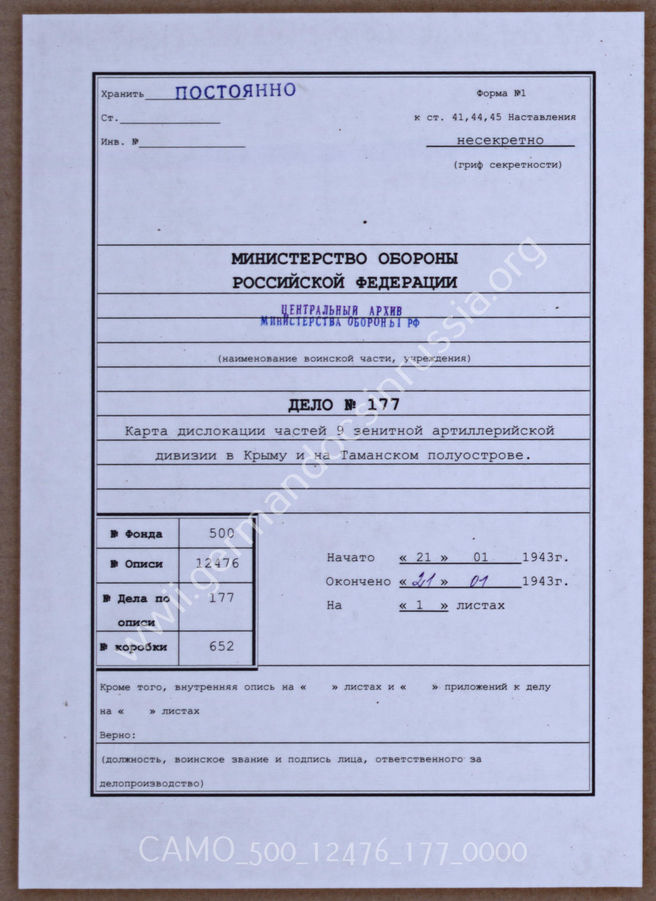 Хранить ПОСТОЯННО
Форма №1
Ст.
к ст. 41,44,45 Наставления
Инв. №
несекретно
(гриф секретности)
МИНИСТЕРСТВО ОБОРОНЫ
РОССИЙСКОЙ ФЕДЕРАЦИИ
ЦЕНТРАЛЬНЫЙ АРХИВ
МИНИСТЕРСТВА ОБОРОНЫ РФ
(наименование воинской части, учреждения)
ДЕЛО № 177
Карта дислокации частей 9 зенитной артиллерийской
дивизии в Крыму и на Таманском полуострове.
№ Фонда 500
№ Описи 12476
№ Дела по описи 177
№ коробки 652
Начато « 21 » 01 1943г.
Окончено « 21 » 01 1943г.
На « 1 » листах
Кроме того, внутренняя опись на « » листах и « » приложений к делу
на « » листах
Верно:
(должность, воинское звание и подпись лица, ответственного за
делопроизводство)
www.germandocsinrussia.org
CAMO_500_12476_177_0000